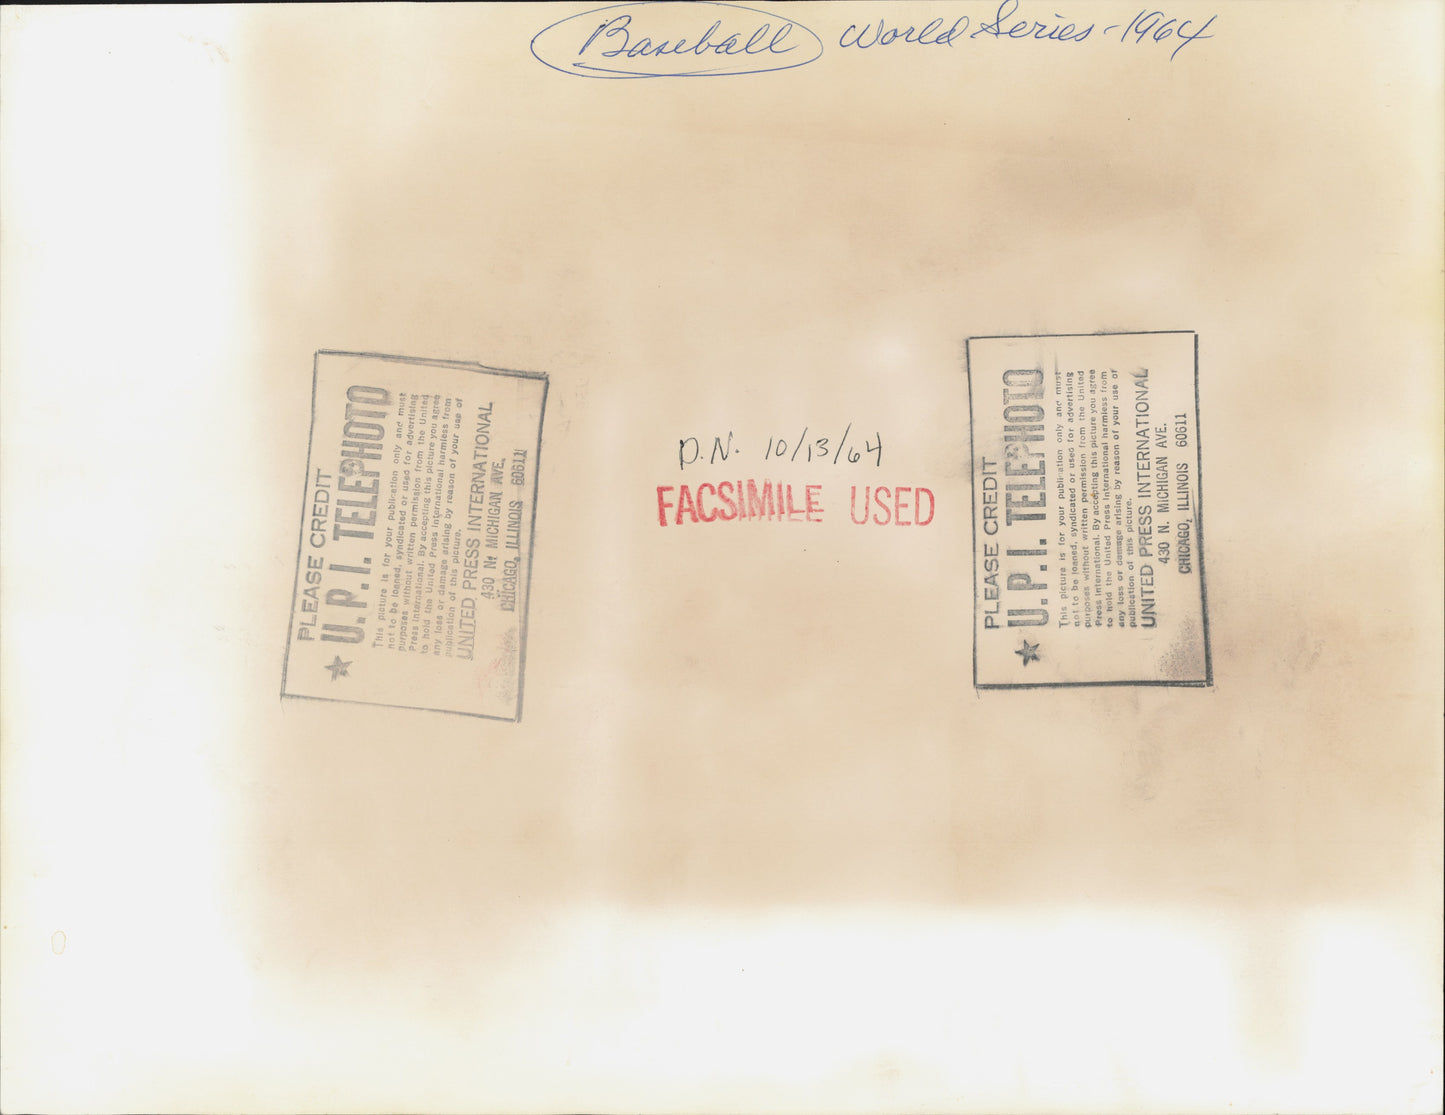 Baseball World Series - 1964
PLEASE CREDIT
U.P.I. TELEPHOTO
This picture is for your publication only and must
not to be loaned, syndicated or used for advertising
purposes without written permission from the United
Press International. By accepting this picture you agree
to hold the United Press International harmless from
any loss or damage arising by reason of your use of
publication of this picture.
UNITED PRESS INTERNATIONAL
430 N. MICHIGAN AVE.
CHICAGO, ILLINOIS 60611
D.N. 10/13/64
FACSIMILE USED
PLEASE CREDIT
U.P.I. TELEPHOTO
This picture is for your publication only and must
not to be loaned, syndicated or used for advertising
purposes without written permission from the United
Press International. By accepting this picture you agree
to hold the United Press International harmless from
any loss or damage arising by reason of your use of
publication of this picture.
UNITED PRESS INTERNATIONAL
430 N. MICHIGAN AVE.
CHICAGO, ILLINOIS 60611